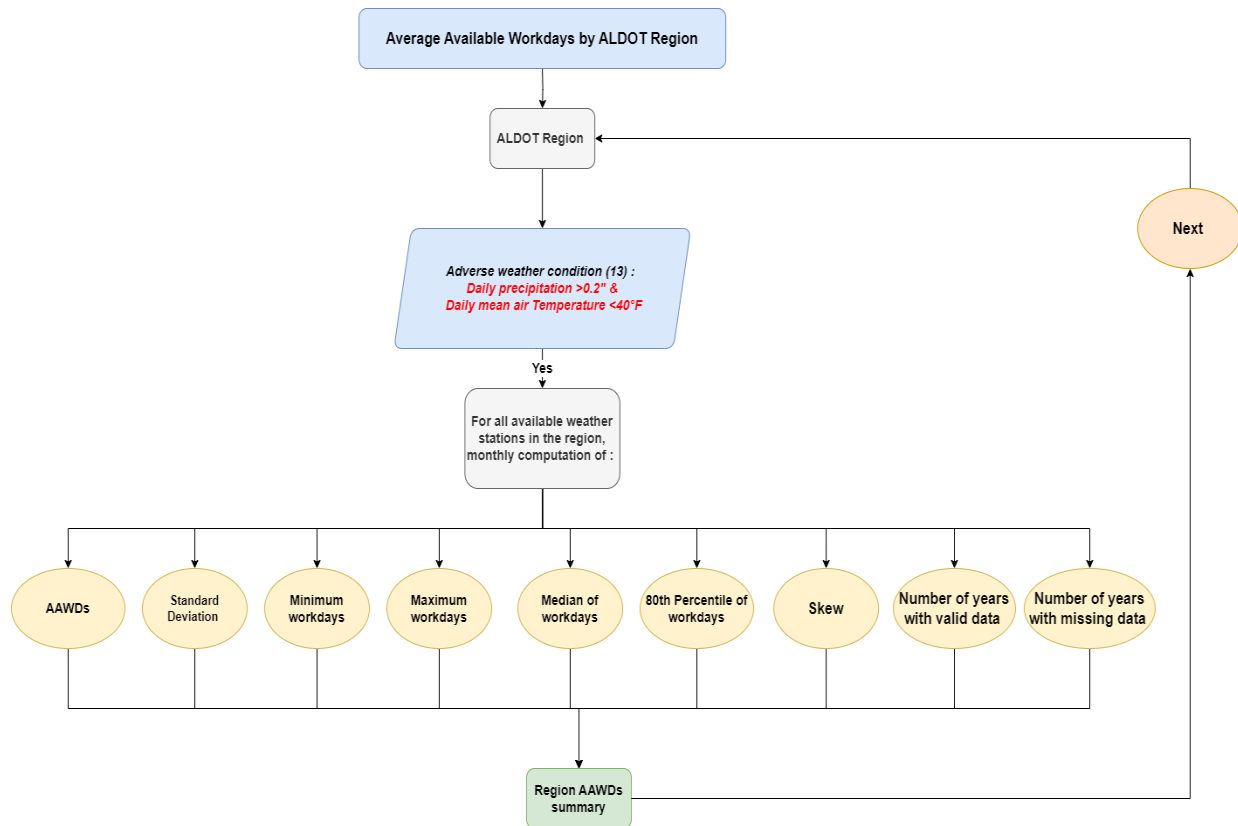 Average Available Workdays by ALDOT Region
ALDOT Region
Next
Adverse weather condition (13) :
Daily precipitation >0.2" &
Daily mean air Temperature <40°F
Yes
For all available weather
stations in the region,
monthly computation of :
AAWDs
Standard
Deviation
Minimum
workdays
Maximum
workdays
Median of
workdays
80th Percentile of
workdays
Skew
Number of years
with valid data
Number of years
with missing data
Region AAWDs
summary